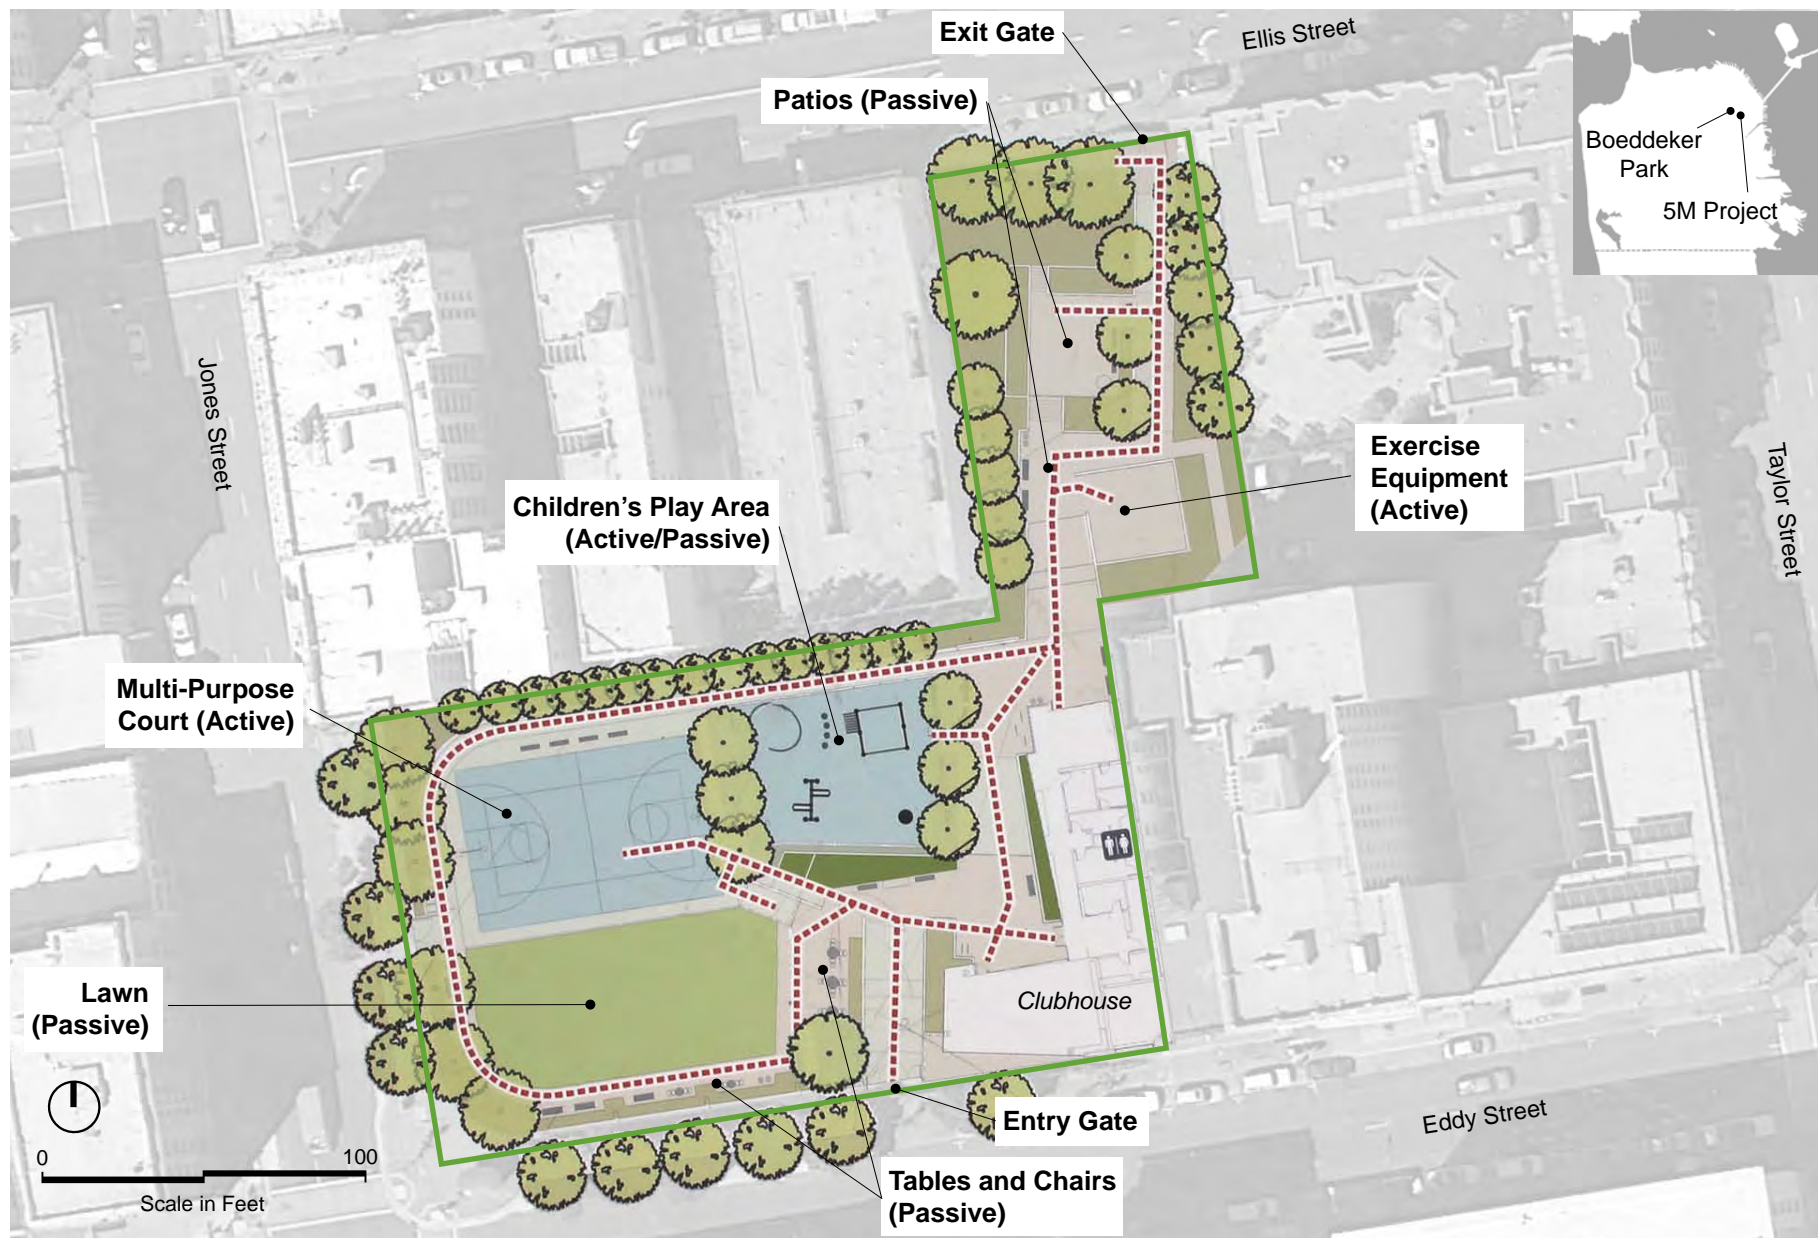 Exit Gate
Ellis Street
Patios (Passive)
Boeddeker
Park
5M Project
Jones Street
Exercise
Equipment
(Active)
Taylor Street
Children’s Play Area
(Active/Passive)
Multi-Purpose
Court (Active)
Lawn
(Passive)
Clubhouse
Entry Gate
Eddy Street
0
100
Scale in Feet
Tables and Chairs
(Passive)